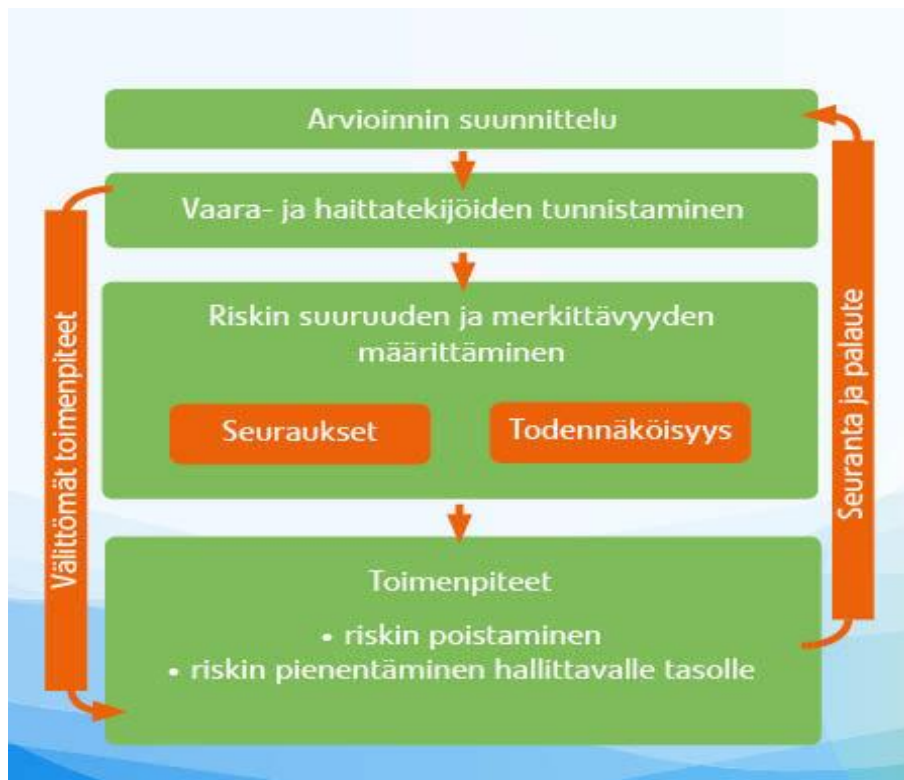 Arvioinnin suunnittelu
Vaara- ja haittatekijöiden tunnistaminen
Riskin suuruuden ja merkittävyyden
määrittäminen
Seuraukset
Todennäköisyys
Toimenpiteet
• riskin poistaminen
• riskin pienentäminen hallittavalle tasolle
Välittömät toimenpiteet
Seuranta ja palaute